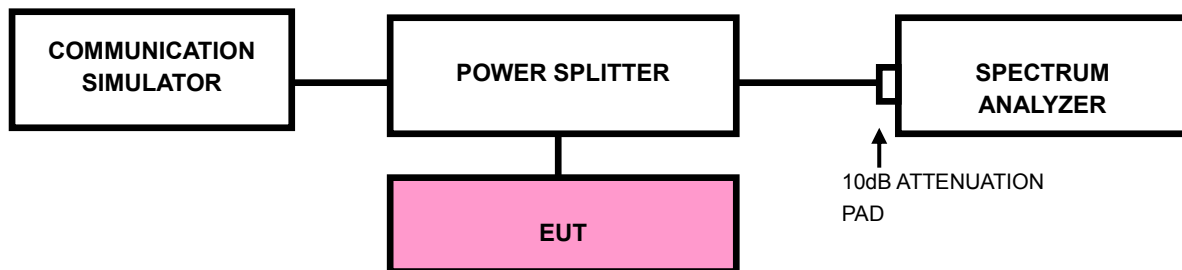 COMMUNICATION
SIMULATOR
POWER SPLITTER
SPECTRUM
ANALYZER
10dB ATTENUATION
PAD
EUT